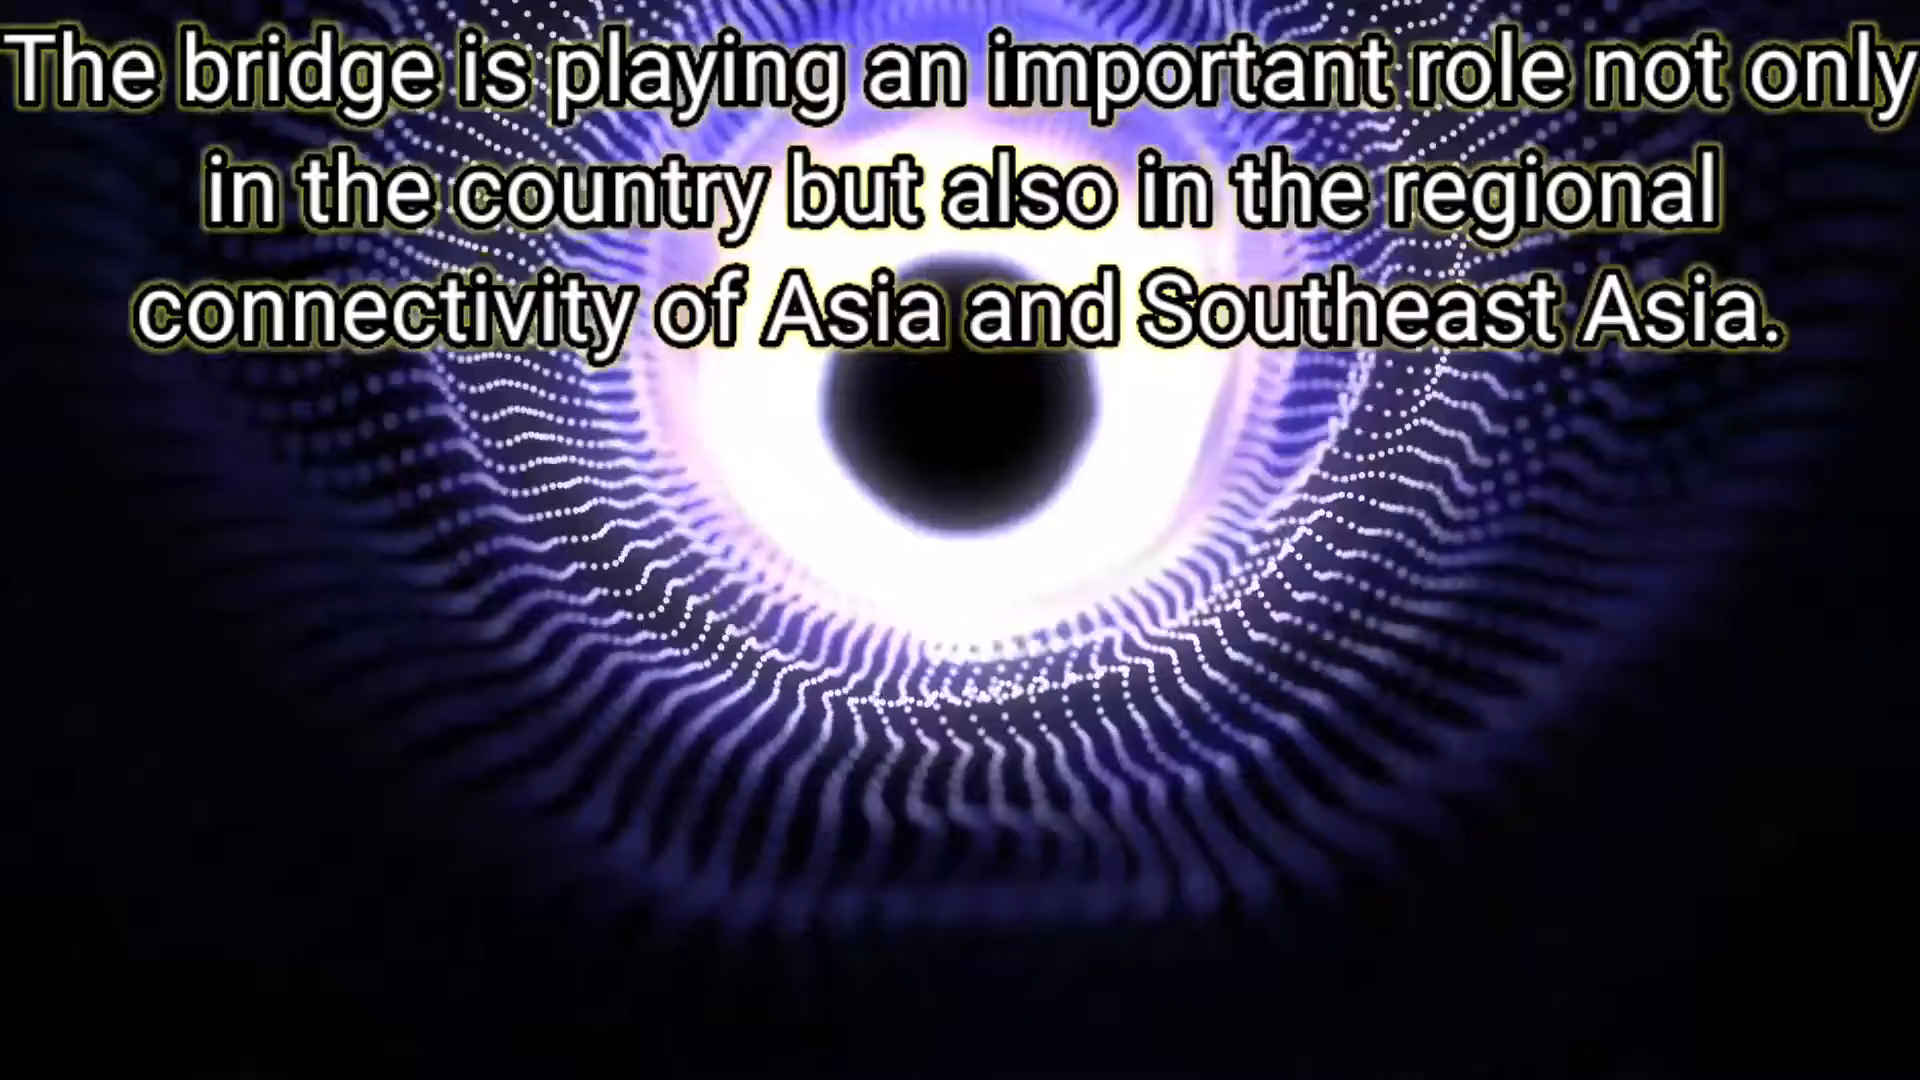 The bridge is playing an important role not only
in the country but also in the regional
connectivity of Asia and Southeast Asia.